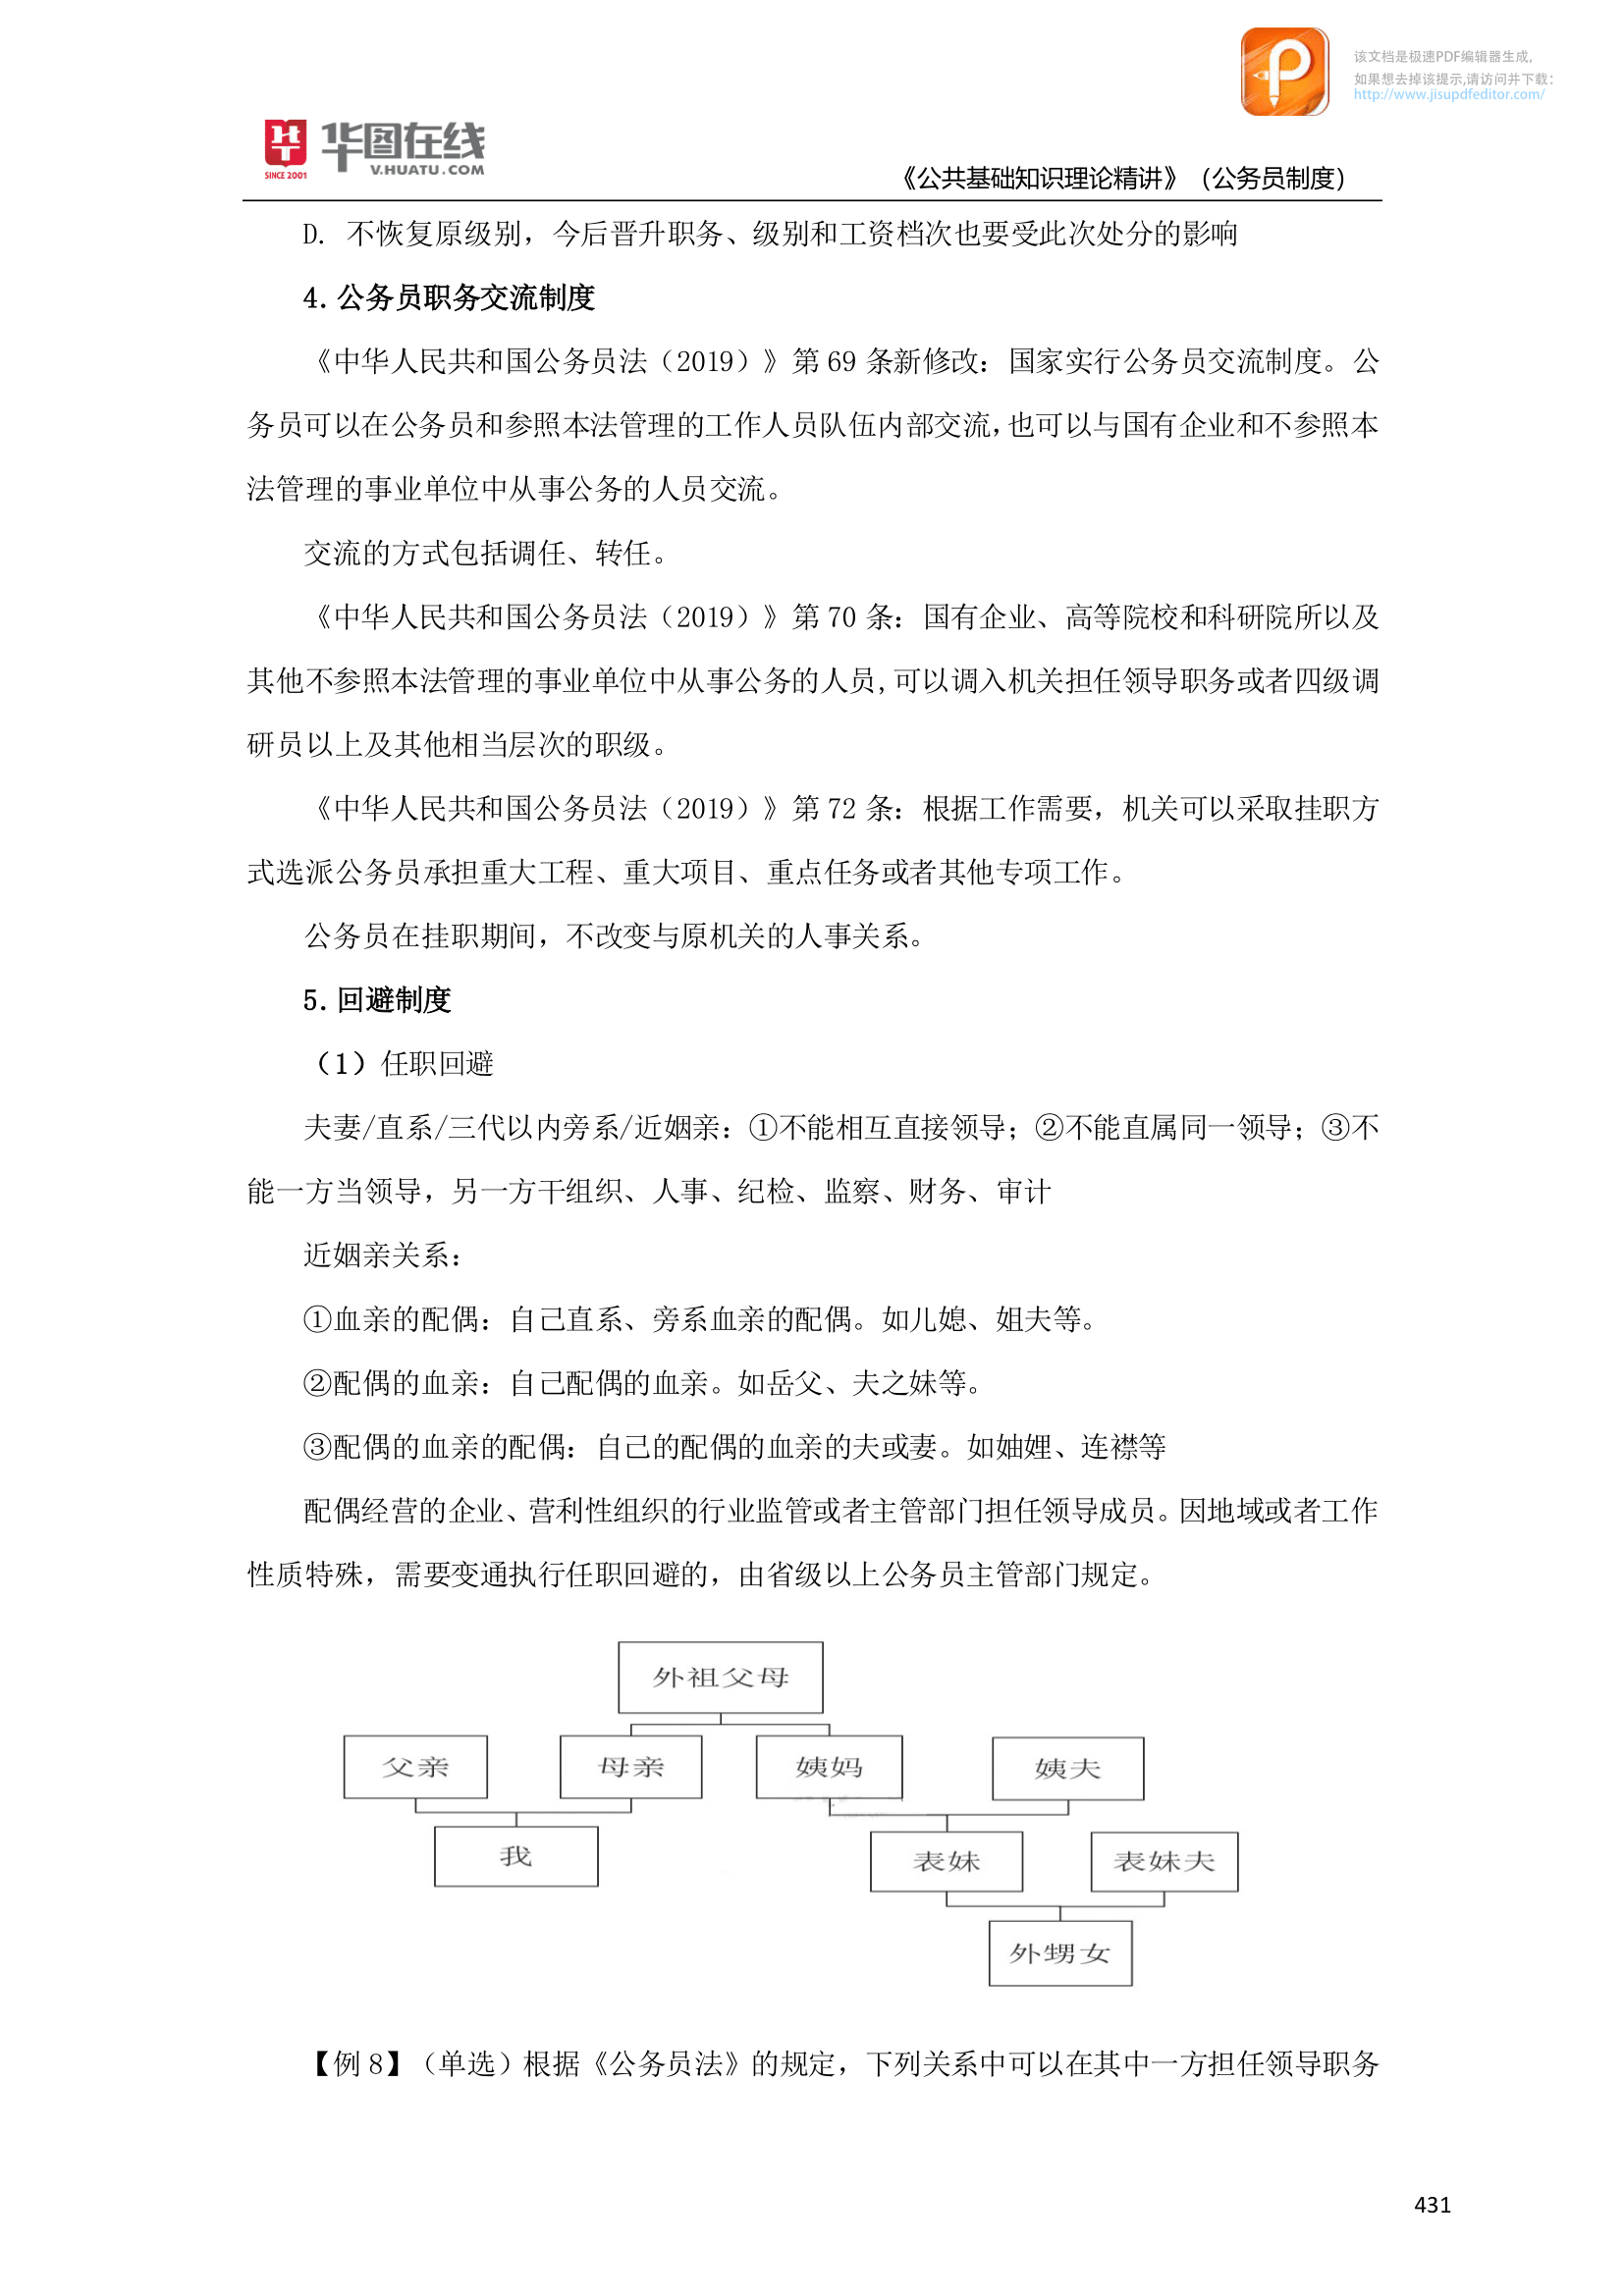 该文档是极速PDF编辑器生成,
如果想去掉该提示,请访问并下载:
http://www.jisupdfeditor.com/
华图在线
V.HUATU.COM
SINCE 2001
《公共基础知识理论精讲》（公务员制度）
D. 不恢复原级别，今后晋升职务、级别和工资档次也要受此次处分的影响
4.公务员职务交流制度
《中华人民共和国公务员法（2019）》第 69 条新修改：国家实行公务员交流制度。公
务员可以在公务员和参照本法管理的工作人员队伍内部交流,也可以与国有企业和不参照本
法管理的事业单位中从事公务的人员交流。
交流的方式包括调任、转任。
《中华人民共和国公务员法（2019）》第 70 条：国有企业、高等院校和科研院所以及
其他不参照本法管理的事业单位中从事公务的人员,可以调入机关担任领导职务或者四级调
研员以上及其他相当层次的职级。
《中华人民共和国公务员法（2019）》第 72 条：根据工作需要，机关可以采取挂职方
式选派公务员承担重大工程、重大项目、重点任务或者其他专项工作。
公务员在挂职期间，不改变与原机关的人事关系。
5.回避制度
（1）任职回避
夫妻/直系/三代以内旁系/近姻亲：①不能相互直接领导；②不能直属同一领导；③不
能一方当领导，另一方干组织、人事、纪检、监察、财务、审计
近姻亲关系：
①血亲的配偶：自己直系、旁系血亲的配偶。如儿媳、姐夫等。
②配偶的血亲：自己配偶的血亲。如岳父、夫之妹等。
③配偶的血亲的配偶：自己的配偶的血亲的夫或妻。如妯娌、连襟等
配偶经营的企业、营利性组织的行业监管或者主管部门担任领导成员。因地域或者工作
性质特殊，需要变通执行任职回避的，由省级以上公务员主管部门规定。
外祖父母
父亲
母亲
姨妈
姨夫
我
表妹
表妹夫
外甥女
【例 8】（单选）根据《公务员法》的规定，下列关系中可以在其中一方担任领导职务
431